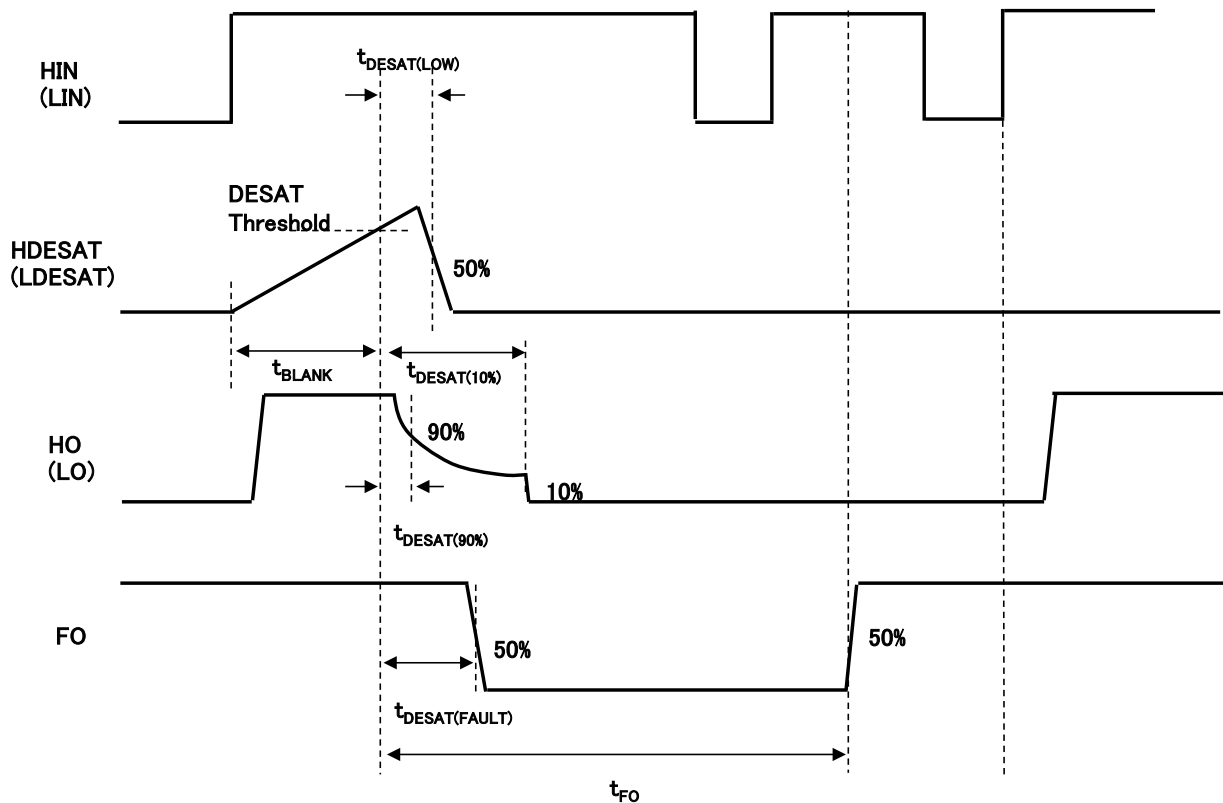 HIN
(LIN)
tDESAT(LOW)
DESAT
Threshold
HDESAT
(LDESAT)
50%
tBLANK
tDESAT(10%)
HO
(LO)
90%
10%
tDESAT(90%)
FO
50%
50%
tDESAT(FAULT)
tFO